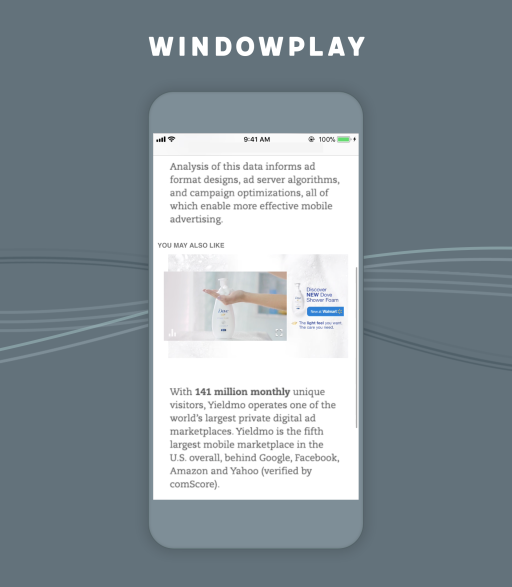 WINDOWPLAY
9:41 AM
100%
Analysis of this data informs ad
format designs, ad server algorithms,
and campaign optimizations, all of
which enable more effective mobile
advertising.
YOU MAY ALSO LIKE
Dove
Discover
NEW Dove
Shower Foam
Now at Walmart
The light feel you want.
The care you need.
With 141 million monthly unique
visitors, Yieldmo operates one of the
world's largest private digital ad
marketplaces. Yieldmo is the fifth
largest mobile marketplace in the
U.S. overall, behind Google, Facebook,
Amazon and Yahoo (verified by
comScore).